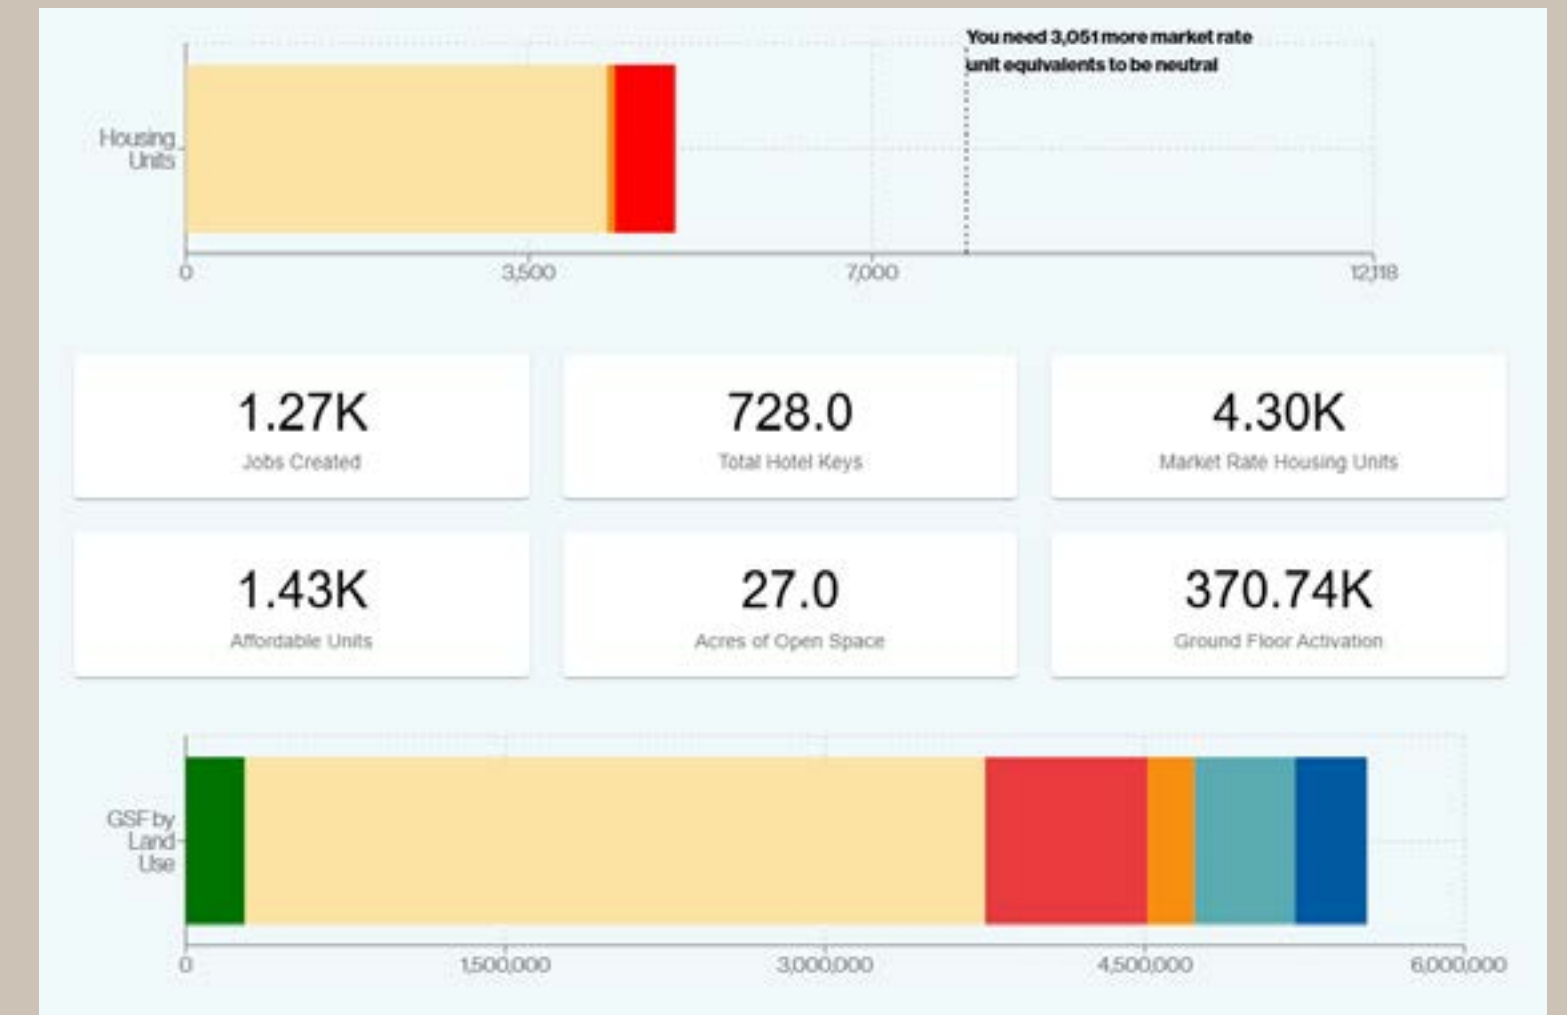 You need 3,051 more market rate
unit equivalents to be neutral
Housing
Units
0 3,500 7,000 12,118
1.27K 728.0 4.30K
Jobs Created Total Hotel Keys Market Rate Housing Units
1.43K 27.0 370.74K
Affordable Units Acres of Open Space Ground Floor Activation
GSF by
Land
Use
0 1,500,000 3,000,000 4,500,000 6,000,000